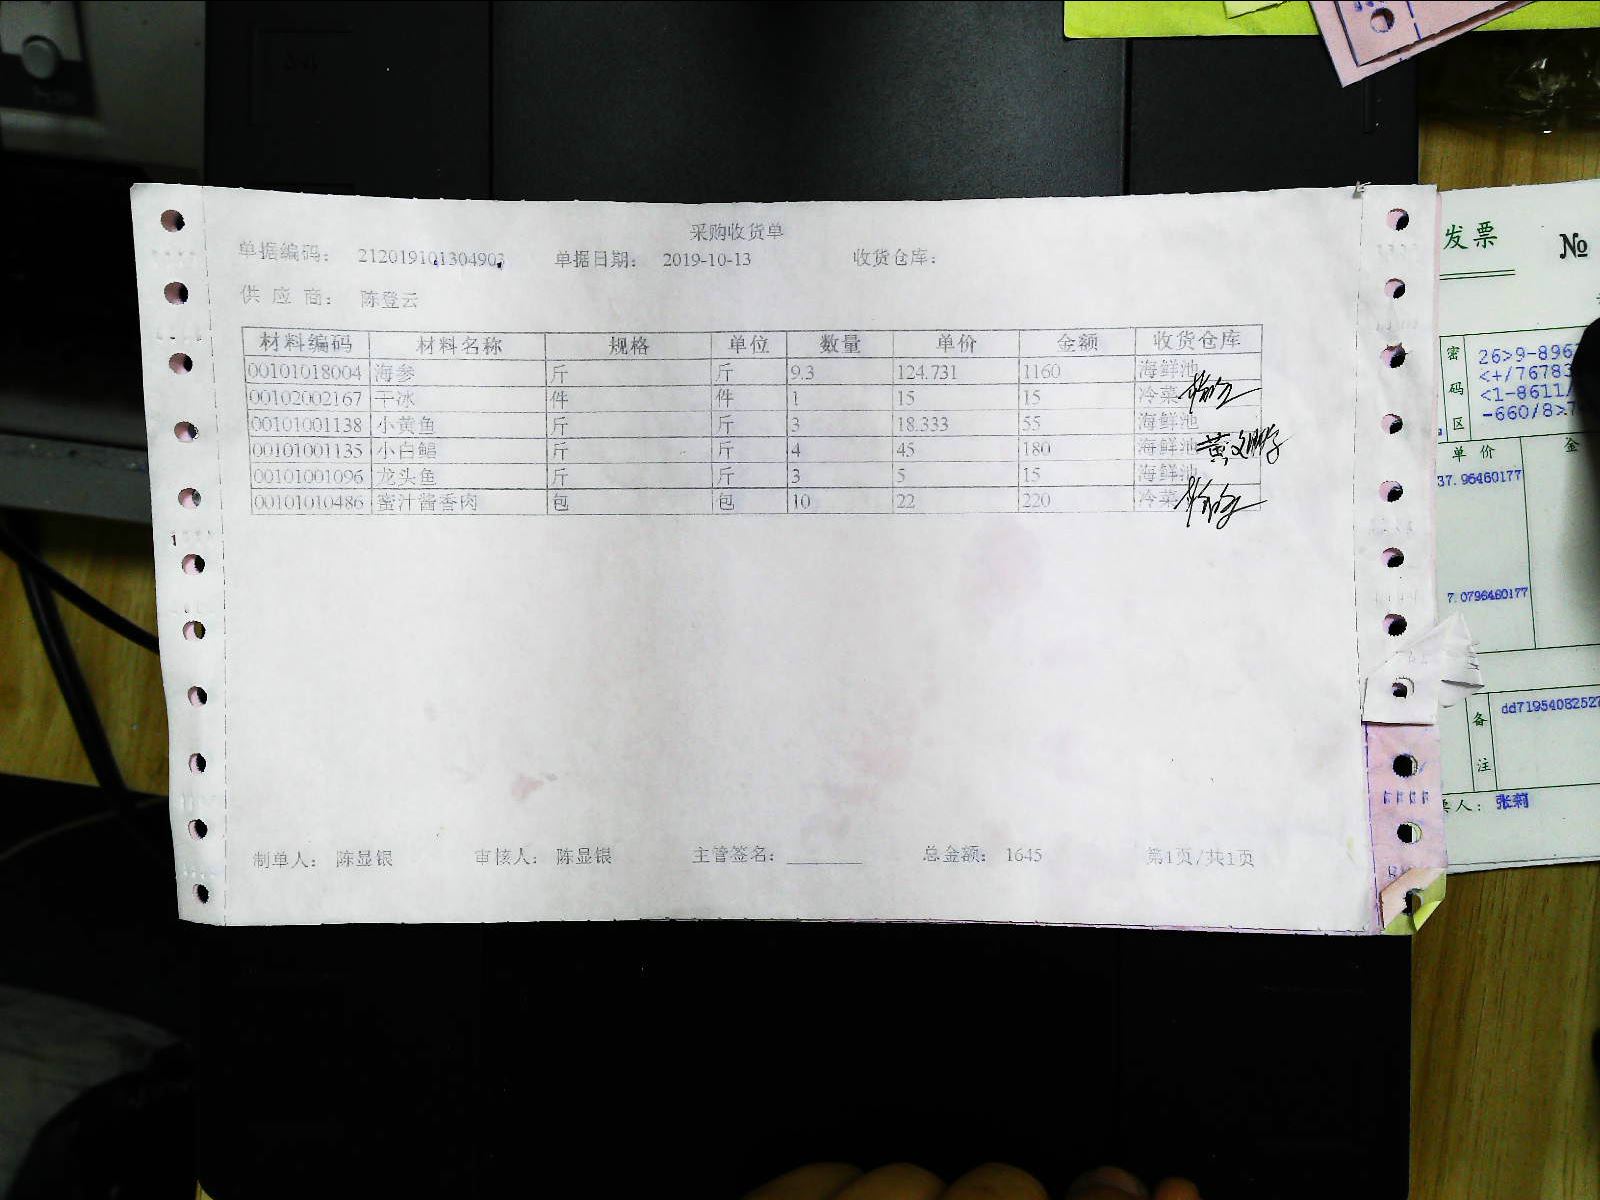 采购收货单
单据编码: 212019101304903 单据日期: 2019-10-13 收货仓库:
供应商: 陈登云
材料编码 材料名称 规格 单位 数量 单价 金额 收货仓库
00101018004 海参 斤 斤 9.3 124.731 1160 海鲜池
00102002167 干冰 件 件 1 15 15 冷菜
00101001138 小黄鱼 斤 斤 3 18.333 55 海鲜池
00101001135 小白鲳 斤 斤 4 45 180 海鲜池
00101001096 龙头鱼 斤 斤 3 5 15 海鲜池
00101010486 蜜汁酱香肉 包 包 10 22 220 冷菜
制单人: 陈显银 审核人: 陈显银 主管签名: 总金额: 1645 第1页/共1页
发票 №
密码区
26>9-896
<+/76783
<1-8611/
-660/8>
单价 金
37.96460177
7.0796460177
备注
dd7195408252
票人: 张莉